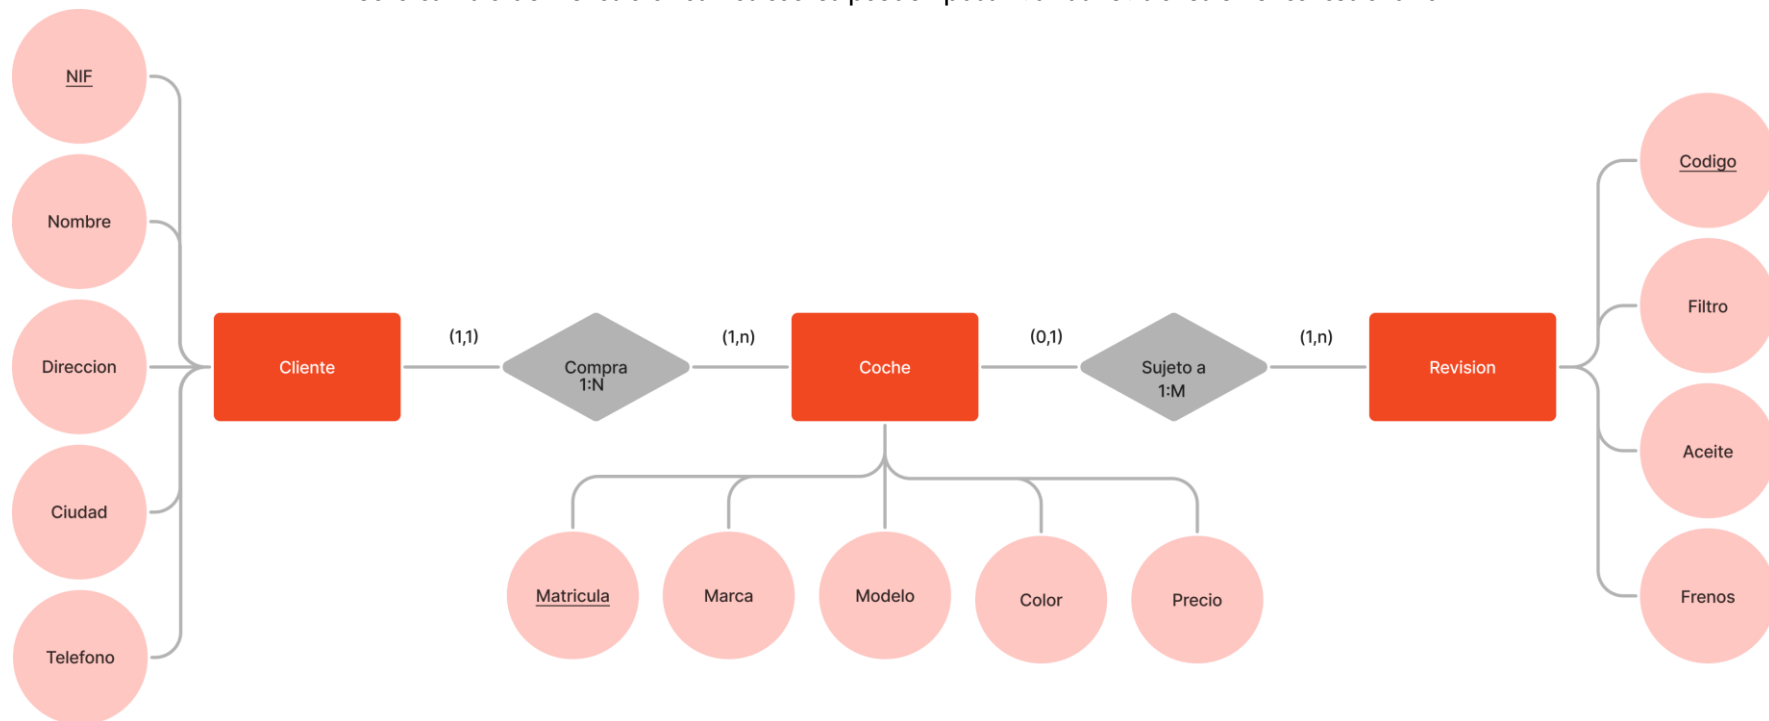 NIF
Nombre
Direccion
Ciudad
Telefono
Cliente
(1,1)
Compra
1:N
(1,n)
Coche
(0,1)
Sujeto a
1:M
(1,n)
Revision
Matricula
Marca
Modelo
Color
Precio
Codigo
Filtro
Aceite
Frenos